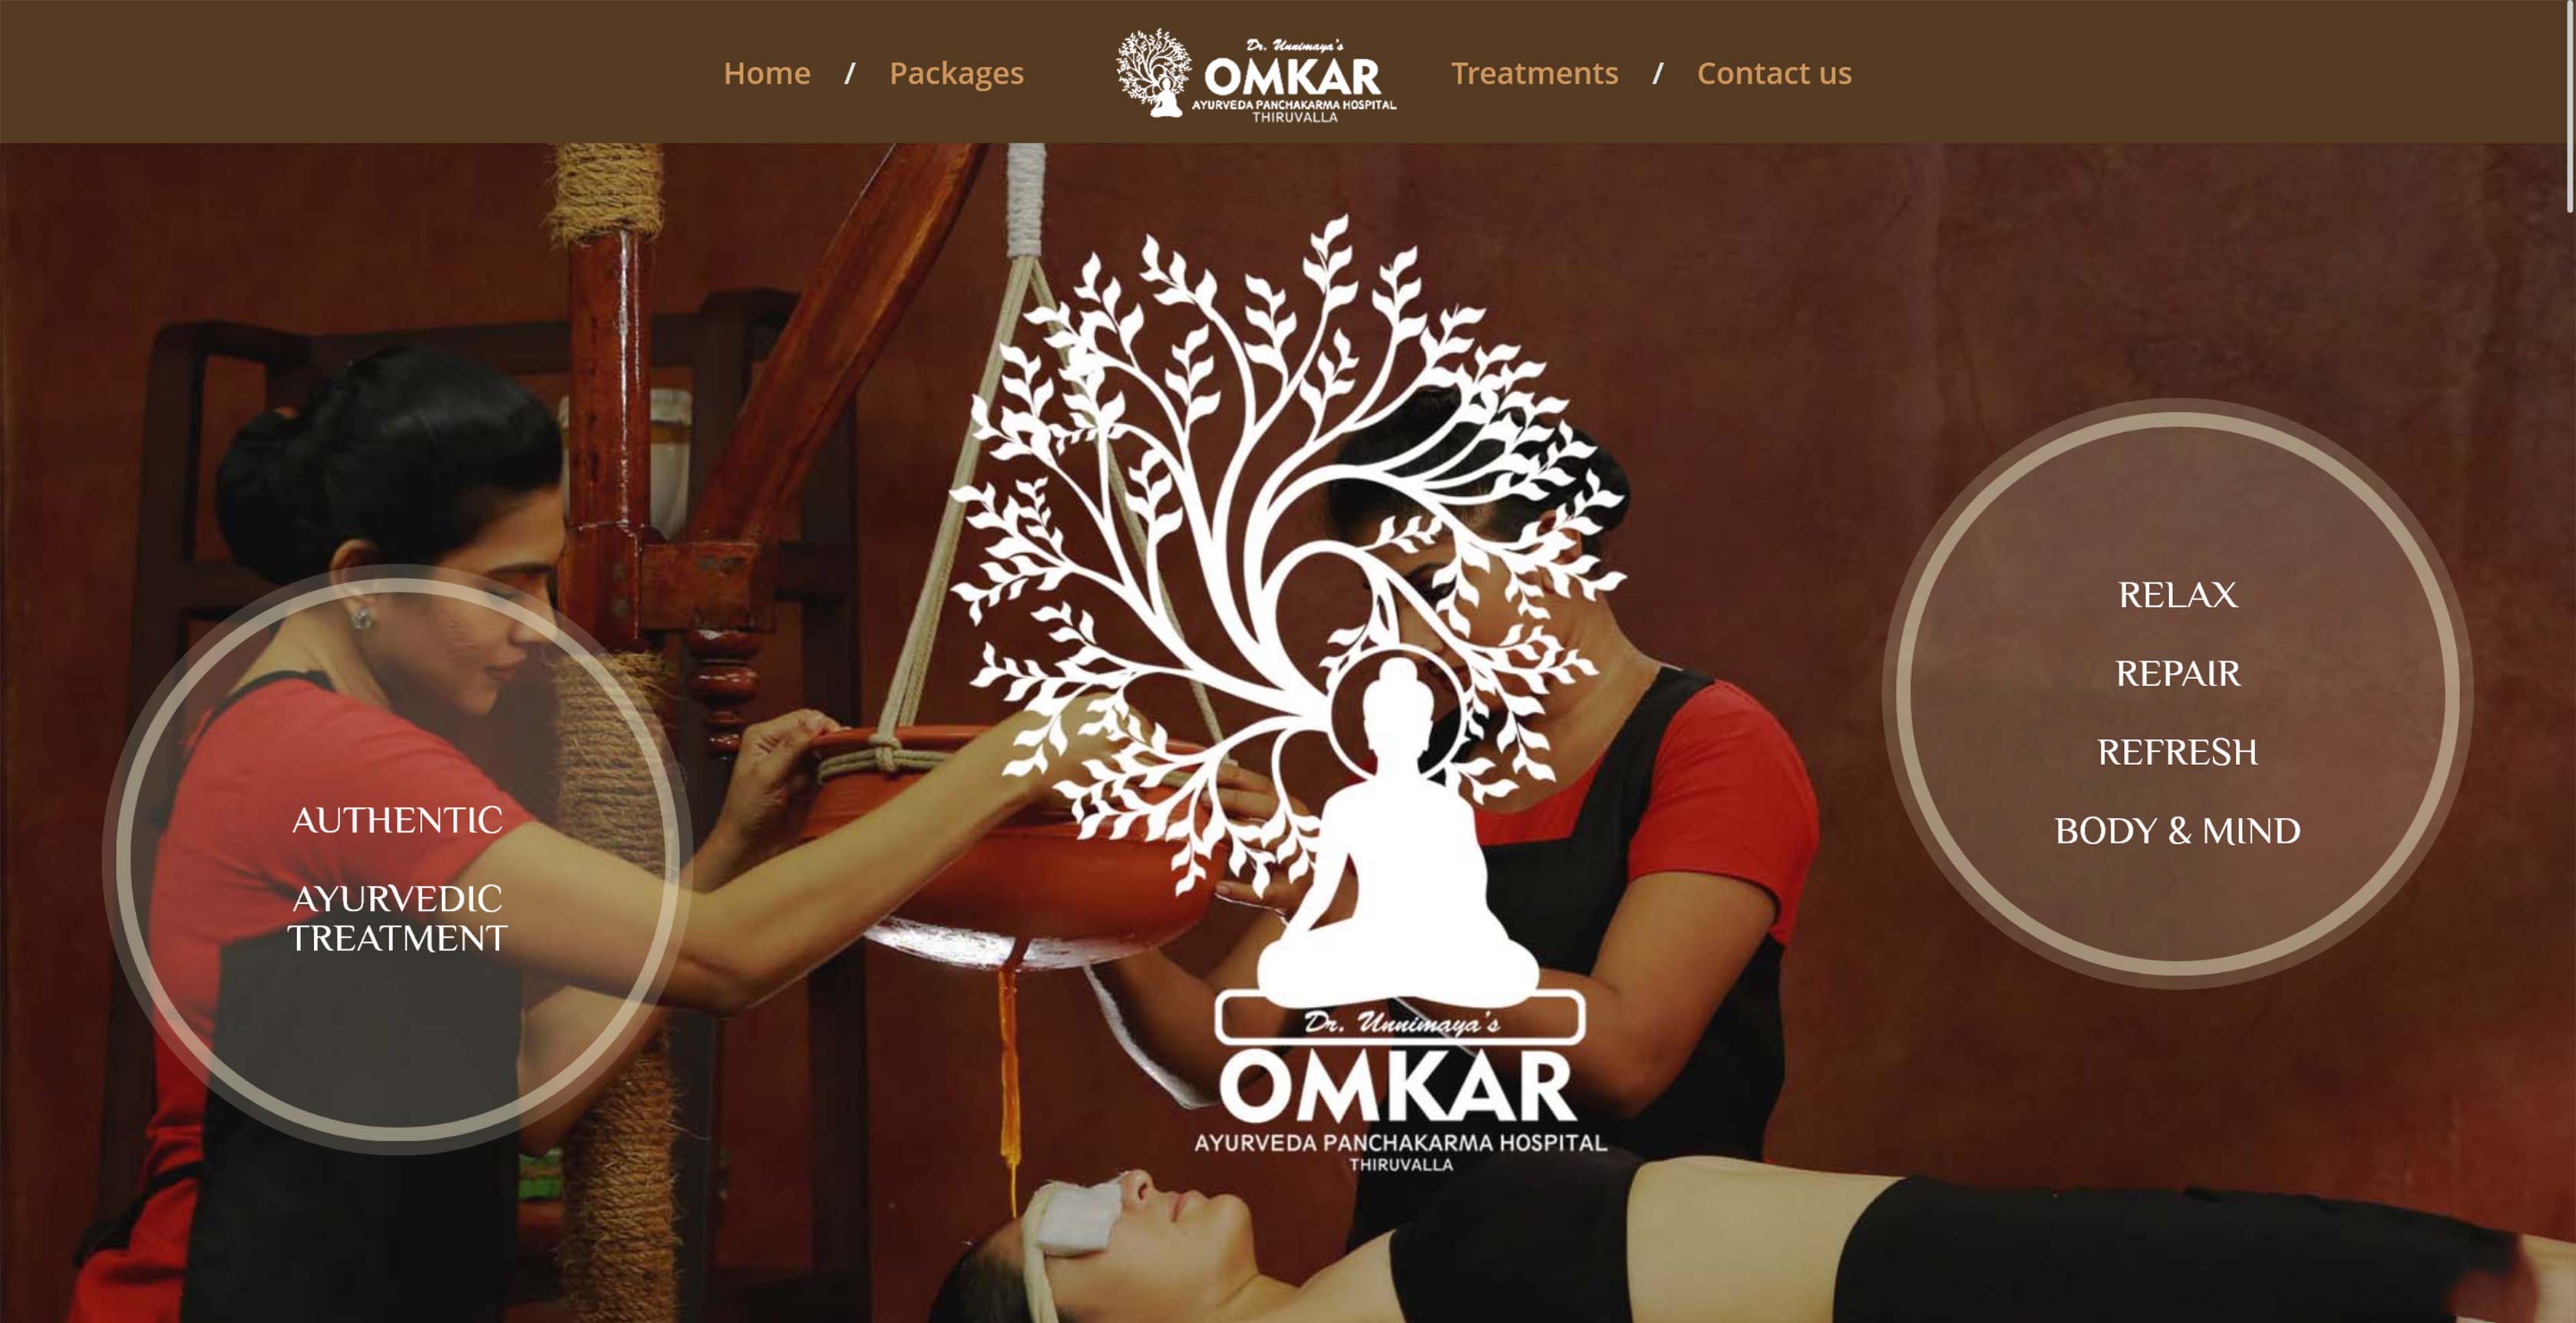 Home / Packages
Dr. Unnimaya's
OMKAR
AYURVEDA PANCHAKARMA HOSPITAL
THIRUVALLA
Treatments / Contact us
AUTHENTIC
AYURVEDIC
TREATMENT
Dr. Unnimaya's
OMKAR
AYURVEDA PANCHAKARMA HOSPITAL
THIRUVALLA
RELAX
REPAIR
REFRESH
BODY & MIND